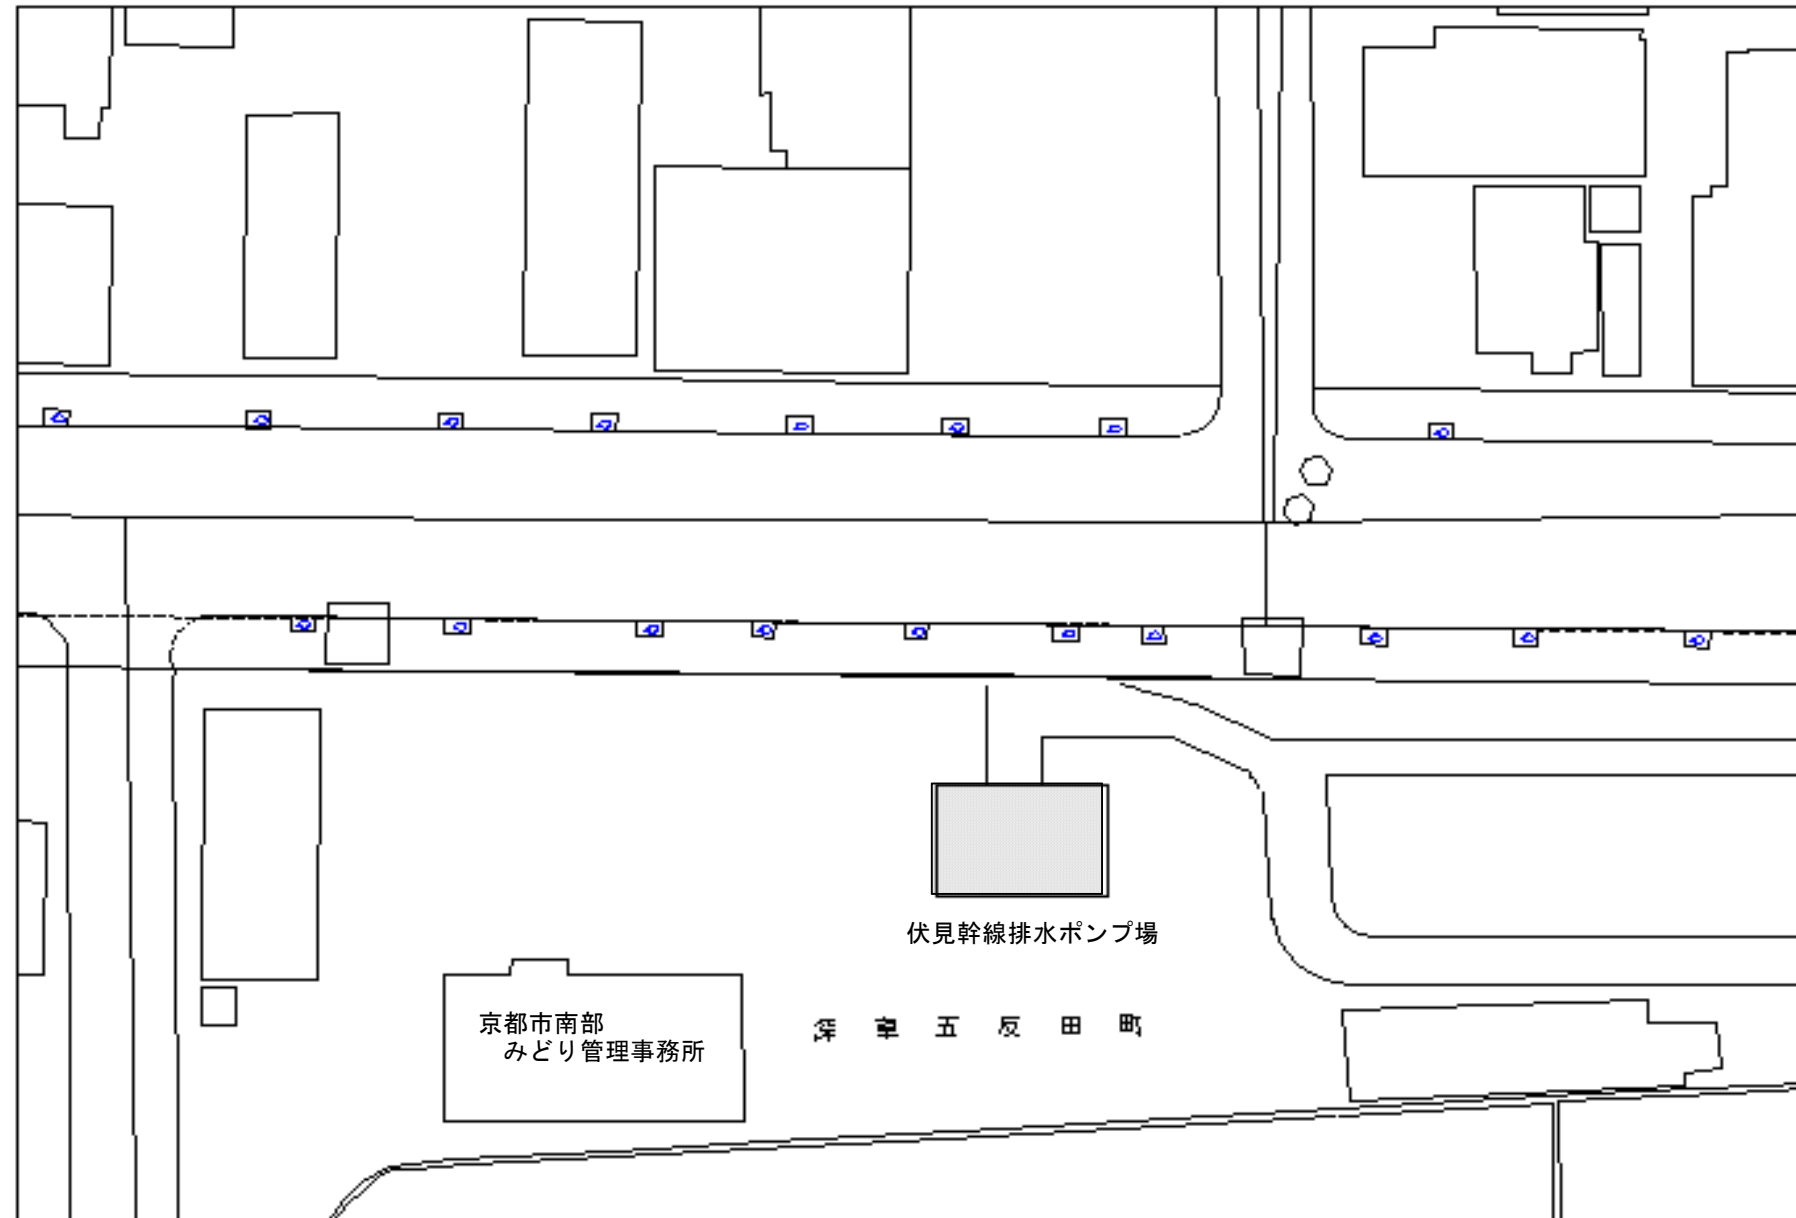 伏見幹線排水ポンプ場
京都市南部
みどり管理事務所
深草五反田町